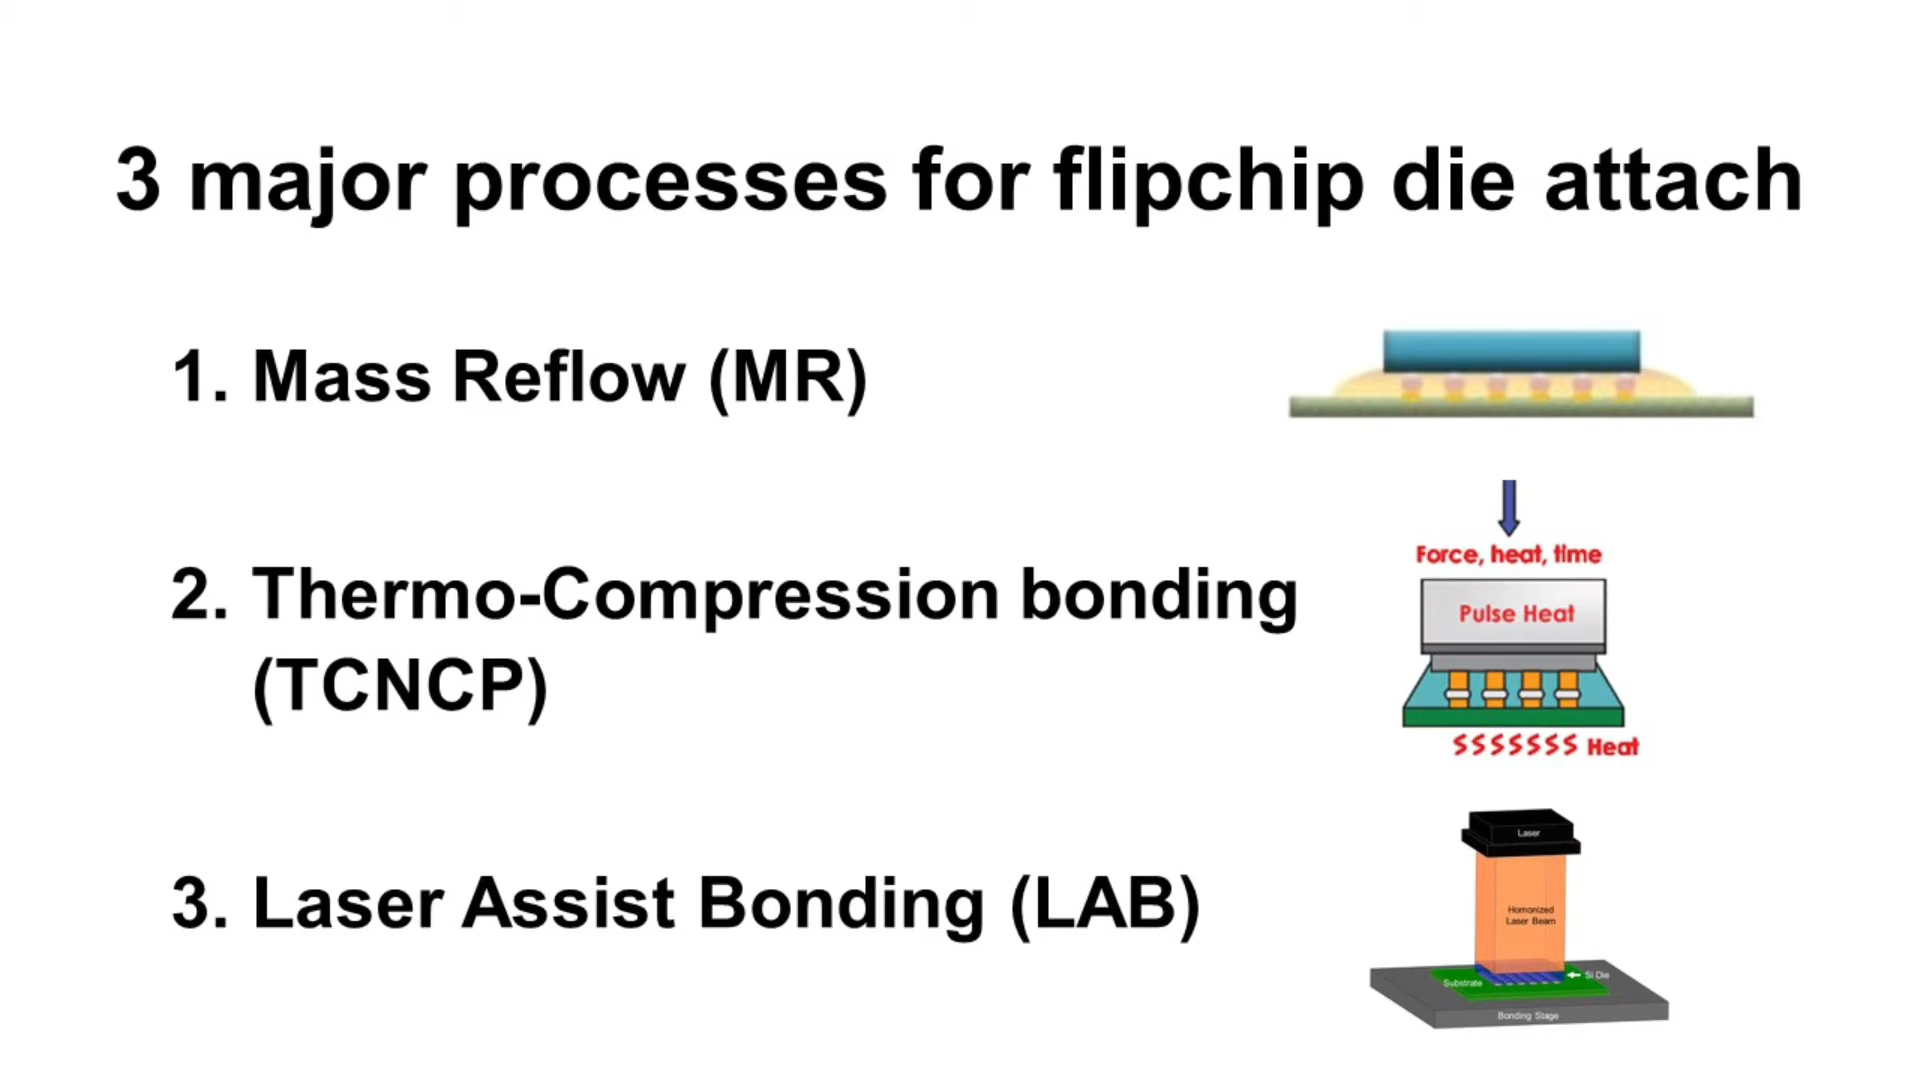 3 major processes for flipchip die attach
1. Mass Reflow (MR)
2. Thermo-Compression bonding
(TCNCP)
Force, heat, time
Pulse Heat
Heat
3. Laser Assist Bonding (LAB)
Laser
Homonized
Laser Beam
Si Die
Substrate
Bonding Stage